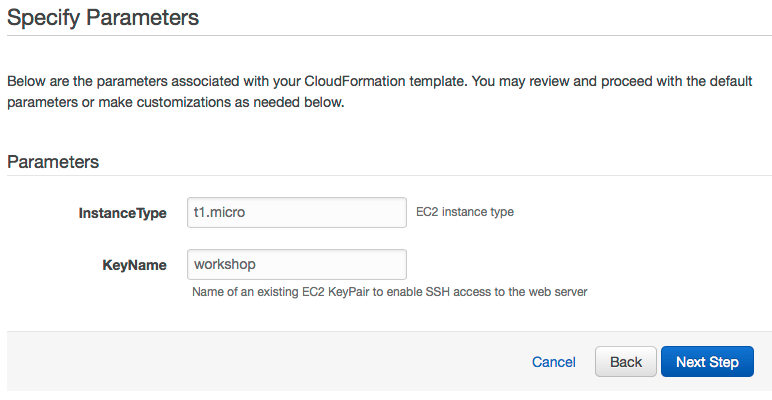 Specify Parameters
Below are the parameters associated with your CloudFormation template. You may review and proceed with the default
parameters or make customizations as needed below.
Parameters
InstanceType t1.micro EC2 instance type
KeyName workshop
Name of an existing EC2 KeyPair to enable SSH access to the web server
Cancel Back Next Step